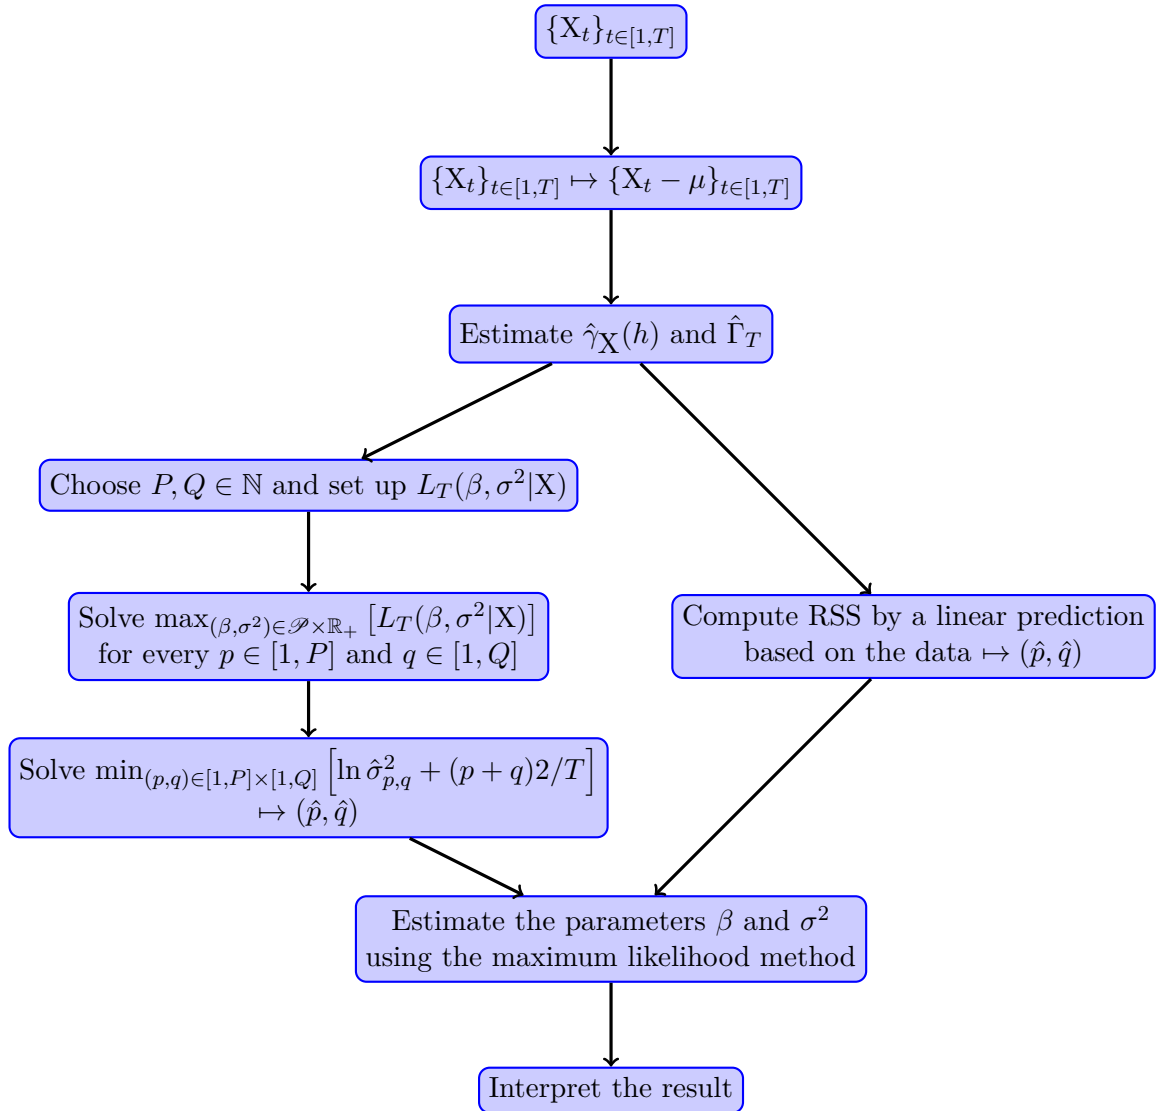 {X_t}_{t∈[1,T]}
{X_t}_{t∈[1,T]} ↦ {X_t − μ}_{t∈[1,T]}
Estimate γ̂_X(h) and Γ̂_T
Choose P, Q ∈ ℕ and set up L_T(β, σ²|X)
Solve max_{(β,σ²)∈𝒫×ℝ₊} [L_T(β, σ²|X)]
for every p ∈ [1, P] and q ∈ [1, Q]
Compute RSS by a linear prediction
based on the data ↦ (p̂, q̂)
Solve min_{(p,q)∈[1,P]×[1,Q]} [ln σ̂²_{p,q} + (p + q)2/T]
↦ (p̂, q̂)
Estimate the parameters β and σ²
using the maximum likelihood method
Interpret the result